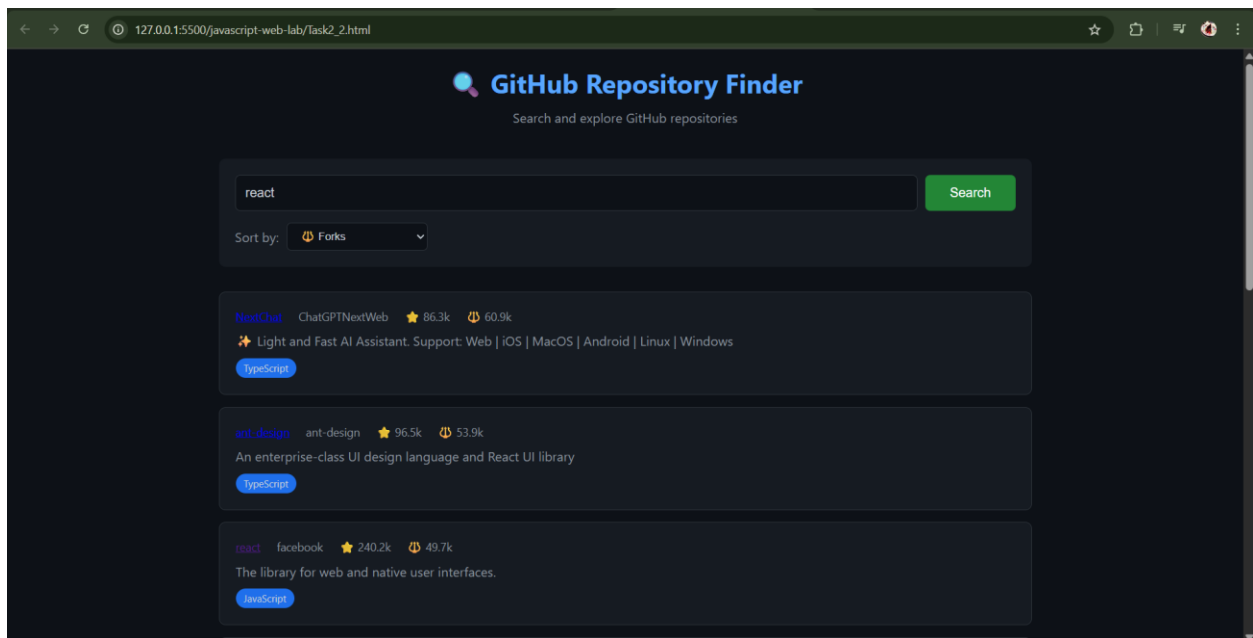 127.0.0.1:5500/javascript-web-lab/Task2_2.html
GitHub Repository Finder
Search and explore GitHub repositories
react
Search
Sort by: Forks
NextChat ChatGPTNextWeb 86.3k 60.9k
✨ Light and Fast AI Assistant. Support: Web | iOS | MacOS | Android | Linux | Windows
TypeScript
ant-design ant-design 96.5k 53.9k
An enterprise-class UI design language and React UI library
TypeScript
react facebook 240.2k 49.7k
The library for web and native user interfaces.
JavaScript